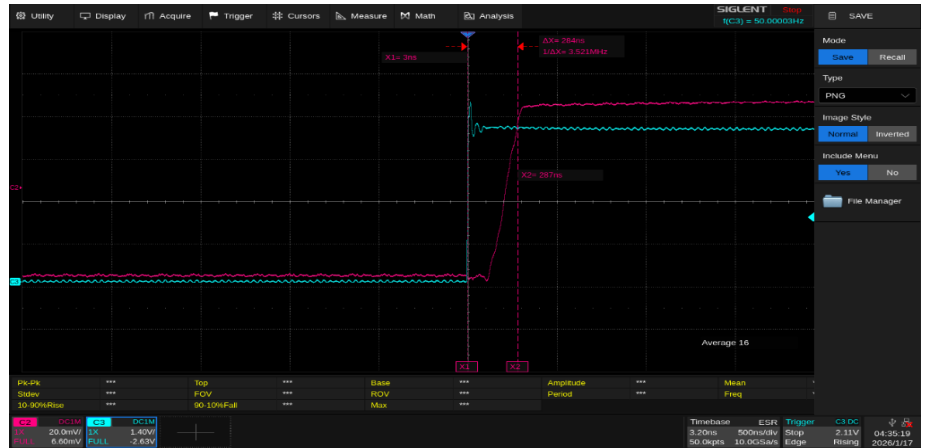 Utility Display Acquire Trigger Cursors Measure Math Analysis
SIGLENT Stop
f(C3) = 50.00003Hz
SAVE
Mode
Save Recall
Type
PNG
Image Style
Normal Inverted
Include Menu
Yes No
File Manager
ΔX= 284ns
1/ΔX= 3.521MHz
X1= 3ns
X2= 287ns
C2
C3
Average 16
X1 X2
Pk-Pk *** Top *** Base *** Amplitude *** Mean
Stdev *** FOV *** ROV *** Period *** Freq
10-90%Rise *** 90-10%Fall *** Max ***
C2 DC1M
1X 20.0mV/
FULL 6.60mV
C3 DC1M
1X 1.40V/
FULL -2.63V
Timebase ESR
3.20ns 500ns/div
50.0kpts 10.0GSa/s
Trigger C3 DC
Stop 2.11V
Edge Rising
04:35:19
2026/1/17